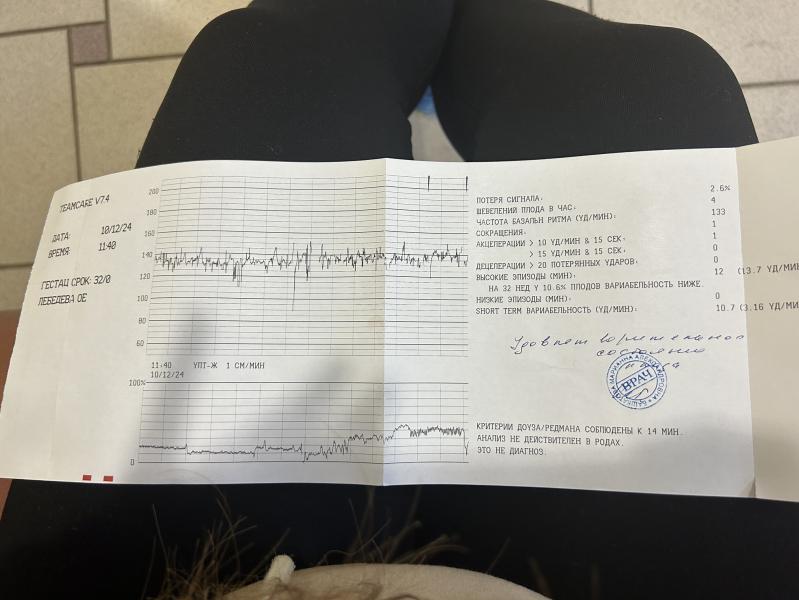 TEAMCARE V7.4
ДАТА: 10/12/24
ВРЕМЯ: 11:40
ГЕСТАЦ СРОК: 32/0
ЛЕБЕДЕВА ОЕ
200
180
160
140
120
100
80
60
11:40 УПТ-Ж 1 СМ/МИН
10/12/24
100%
0
ПОТЕРЯ СИГНАЛА: 2.6%
ШЕВЕЛЕНИЙ ПЛОДА В ЧАС: 4
ЧАСТОТА БАЗАЛЬН РИТМА (УД/МИН): 133
СОКРАЩЕНИЯ: 1
АКЦЕЛЕРАЦИИ > 10 УД/МИН & 15 СЕК: 1
> 15 УД/МИН & 15 СЕК: 0
ДЕЦЕЛЕРАЦИИ > 20 ПОТЕРЯННЫХ УДАРОВ: 0
ВЫСОКИЕ ЭПИЗОДЫ (МИН): 12 (13.7 УД/МИН
НА 32 НЕД У 10.6% ПЛОДОВ ВАРИАБЕЛЬНОСТЬ НИЖЕ.
НИЗКИЕ ЭПИЗОДЫ (МИН): 0
SHORT TERM ВАРИАБЕЛЬНОСТЬ (УД/МИН): 10.7 (3.16 УД/МИ
состояние
ВРАЧ
КРИТЕРИИ ДОУЗА/РЕДМАНА СОБЛЮДЕНЫ К 14 МИН.
АНАЛИЗ НЕ ДЕЙСТВИТЕЛЕН В РОДАХ.
ЭТО НЕ ДИАГНОЗ.